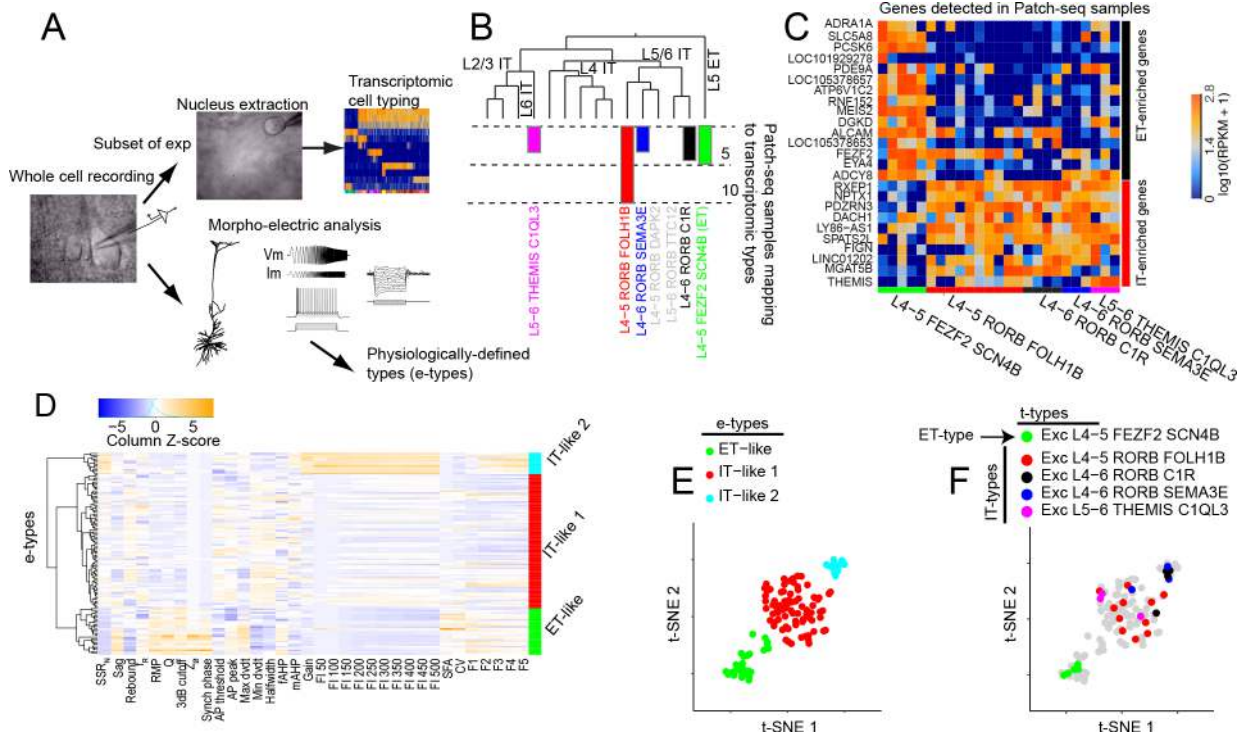 A
Nucleus extraction
Transcriptomic
cell typing
Subset of exp
Whole cell recording
Morpho-electric analysis
Vm
Im
Physiologically-defined
types (e-types)
B
L2/3 IT
L6 IT
L4 IT
L5/6 IT
L5 ET
5
10
Patch-seq samples mapping
to transcriptomic types
L5-6 THEMIS C1QL3
L4-5 RORB FOLH1B
L4-6 RORB SEMA3E
L4-5 RORB DAPK2
L5-6 RORB TTC12
L4-6 RORB C1R
L4-5 FEZF2 SCN4B (ET)
C
Genes detected in Patch-seq samples
ADRA1A
SLC5A8
PCSK6
LOC101929278
PDE9A
LOC105378657
ATP6V1C2
RNF152
MEIS2
DGKD
ALCAM
LOC105378653
FEZF2
EYA4
ADCY8
RXFP1
NPTX1
PDZRN3
DACH1
LY86-AS1
SPATS2L
FIGN
LINC01202
MGAT5B
THEMIS
ET-enriched genes
IT-enriched genes
0 1.4 2.8
log10(RPKM + 1)
L4-5 FEZF2 SCN4B
L4-5 RORB FOLH1B
L4-6 RORB C1R
L4-6 RORB SEMA3E
L5-6 THEMIS C1QL3
D
-5 0 5
Column Z-score
e-types
IT-like 2
IT-like 1
ET-like
SSRN
Sag
Rebound
fR
RMP
Q
3dB cutoff
Synch phase
AP threshold
AP peak
Max dvdt
Min dvdt
Halfwidth
fAHP
mAHP
Gain
FI 50
FI 100
FI 150
FI 200
FI 250
FI 300
FI 350
FI 400
FI 450
FI 500
SFA
CV
F1
F2
F3
F4
F5
E
e-types
ET-like
IT-like 1
IT-like 2
t-SNE 2
t-SNE 1
F
t-types
ET-type
Exc L4-5 FEZF2 SCN4B
IT-types
Exc L4-5 RORB FOLH1B
Exc L4-6 RORB C1R
Exc L4-6 RORB SEMA3E
Exc L5-6 THEMIS C1QL3
t-SNE 2
t-SNE 1